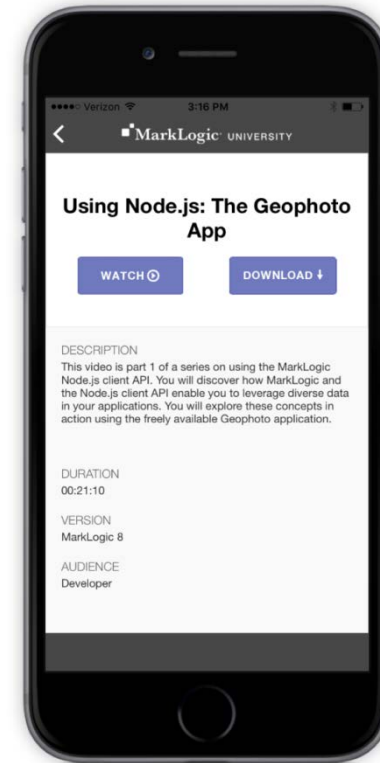 Verizon 3:16 PM
MarkLogic UNIVERSITY
Using Node.js: The Geophoto
App
WATCH DOWNLOAD
DESCRIPTION
This video is part 1 of a series on using the MarkLogic
Node.js client API. You will discover how MarkLogic and
the Node.js client API enable you to leverage diverse data
in your applications. You will explore these concepts in
action using the freely available Geophoto application.
DURATION
00:21:10
VERSION
MarkLogic 8
AUDIENCE
Developer